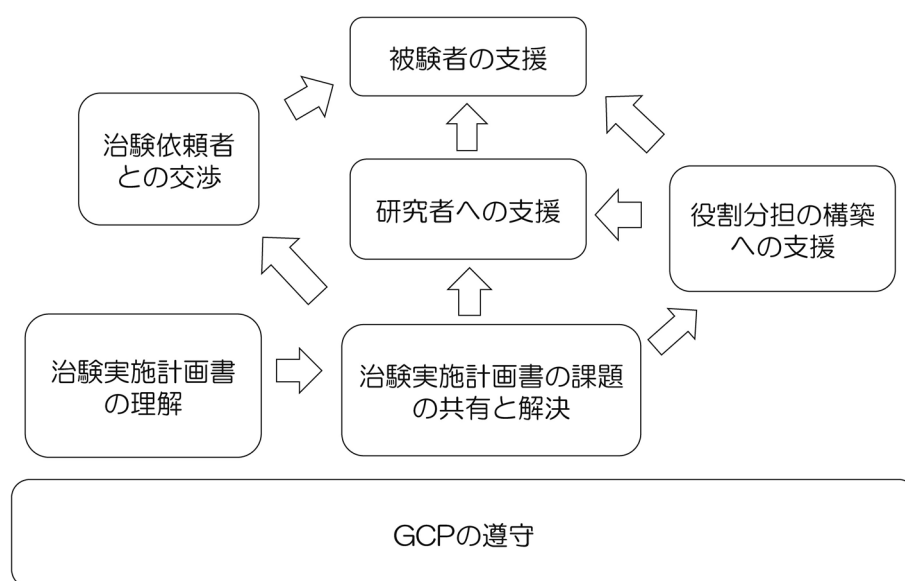 被験者の支援
治験依頼者
との交渉
研究者への支援
役割分担の構築
への支援
治験実施計画書
の理解
治験実施計画書の課題
の共有と解決
GCPの遵守